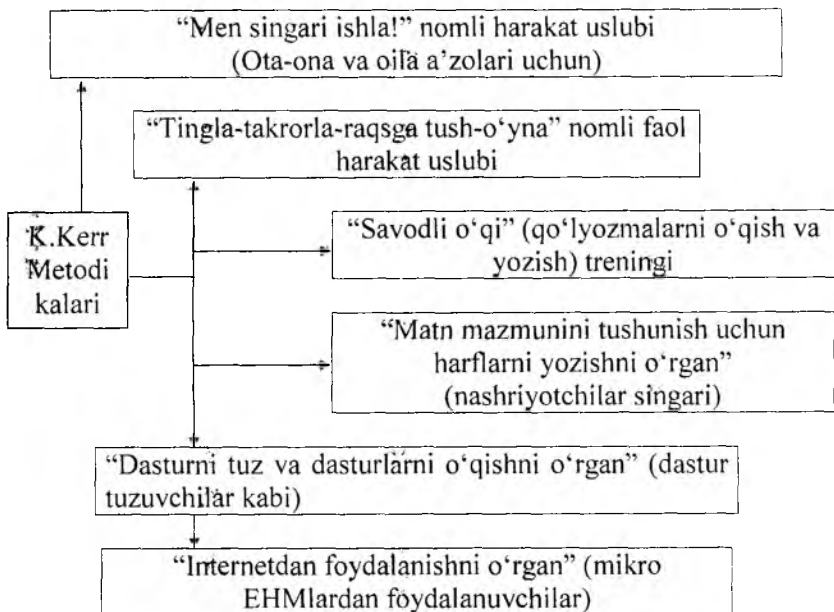 “Men singari ishla!” nomli harakat uslubi
(Ota-ona va oila a’zolari uchun)
“Tingla-takrorla-raqsga tush-o‘yna” nomli faol
harakat uslubi
K.Kerr
Metodi
kalari
“Savodli o‘qi” (qo‘lyozmalarni o‘qish va
yozish) treningi
“Matn mazmunini tushunish uchun
harflarni yozishni o‘rgan”
(nashriyotchilar singari)
“Dasturni tuz va dasturlarni o‘qishni o‘rgan” (dastur
tuzuvchilar kabi)
“Internetdan foydalanishni o‘rgan” (mikro
EHMlardan foydalanuvchilar)